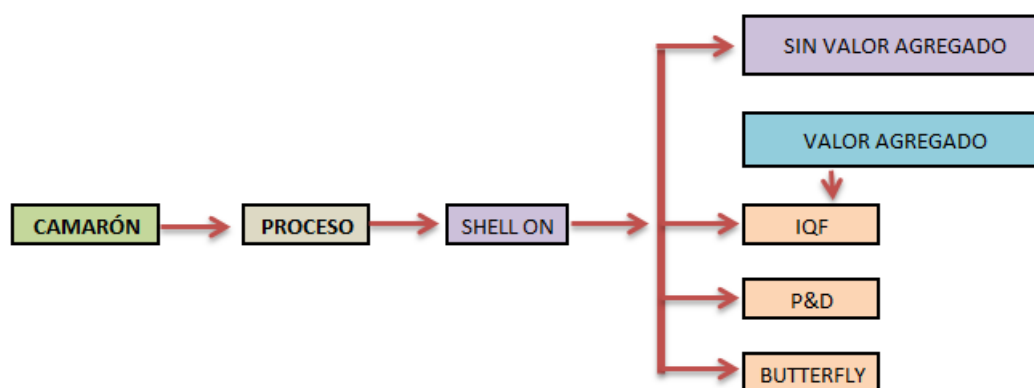 SIN VALOR AGREGADO
VALOR AGREGADO
CAMARÓN
PROCESO
SHELL ON
IQF
P&D
BUTTERFLY